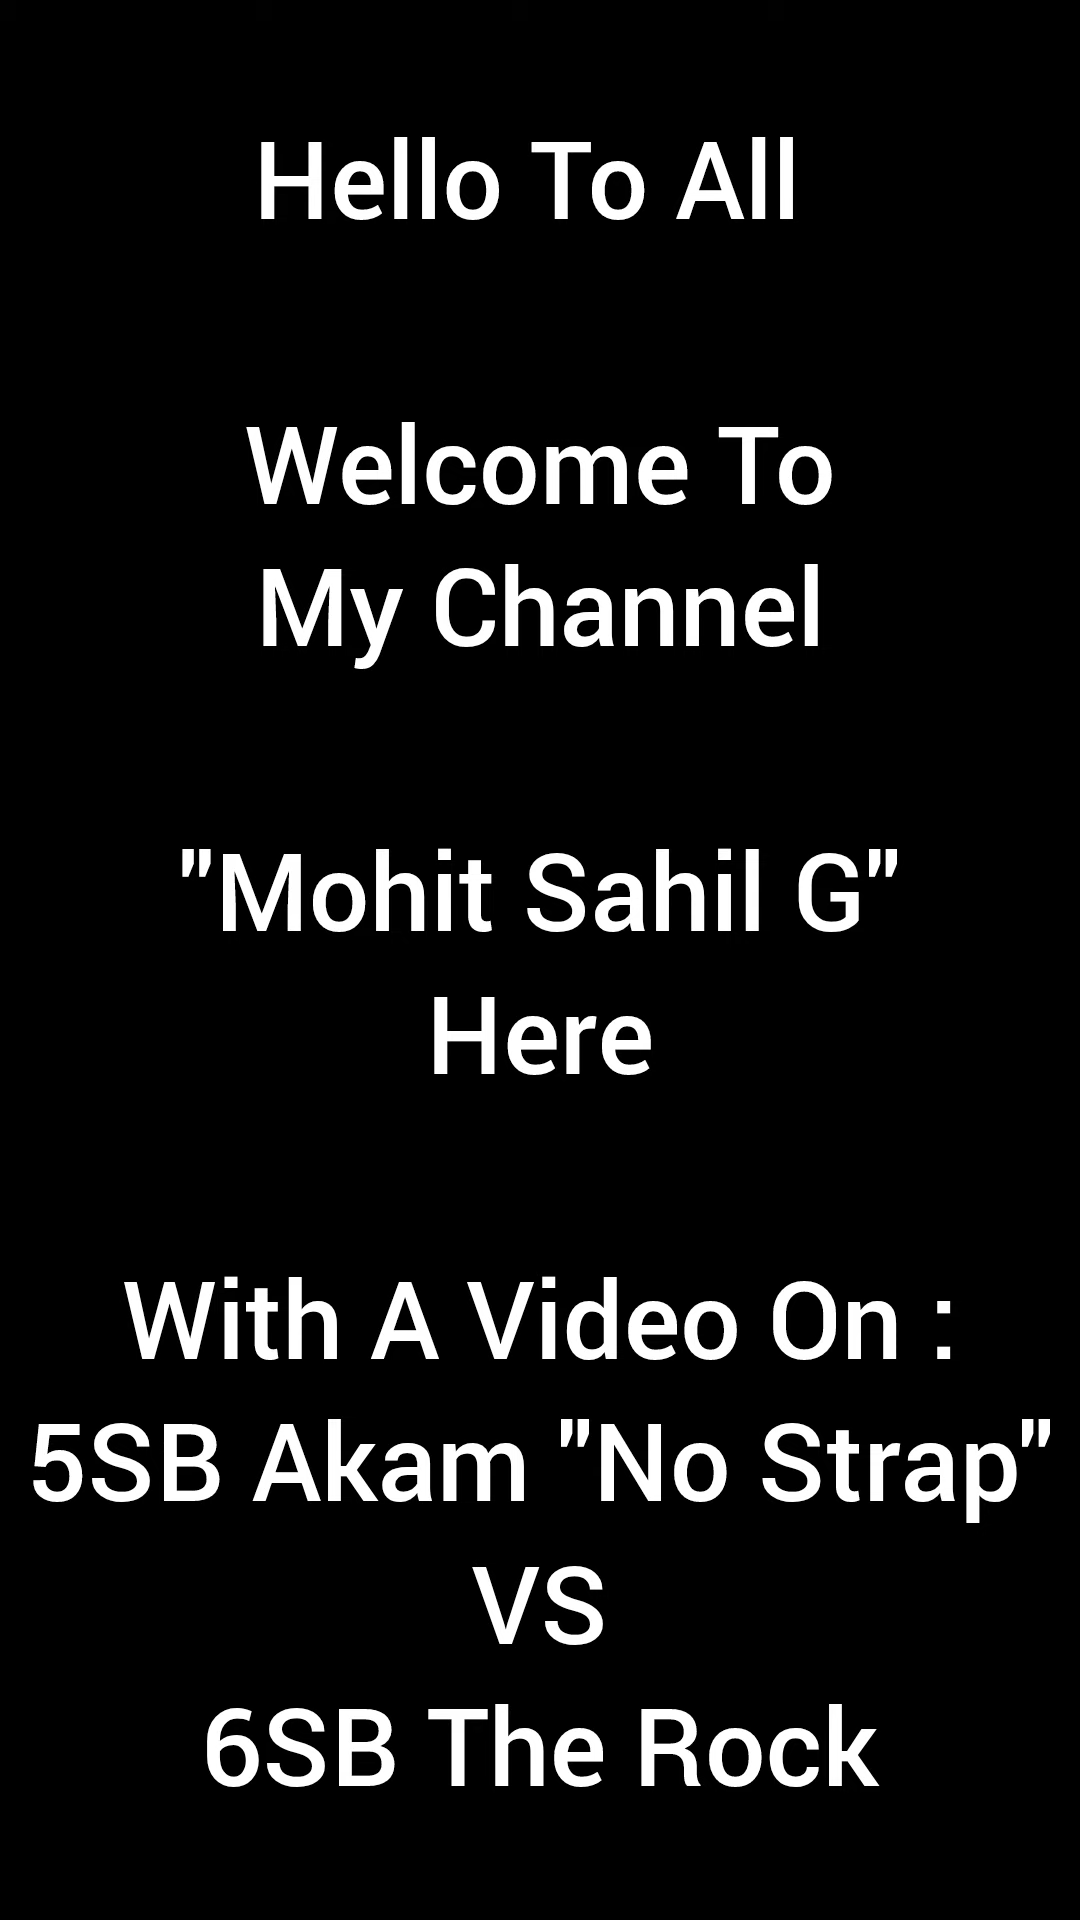 Hello To All
Welcome To
My Channel
"Mohit Sahil G"
Here
With A Video On :
5SB Akam "No Strap"
VS
6SB The Rock